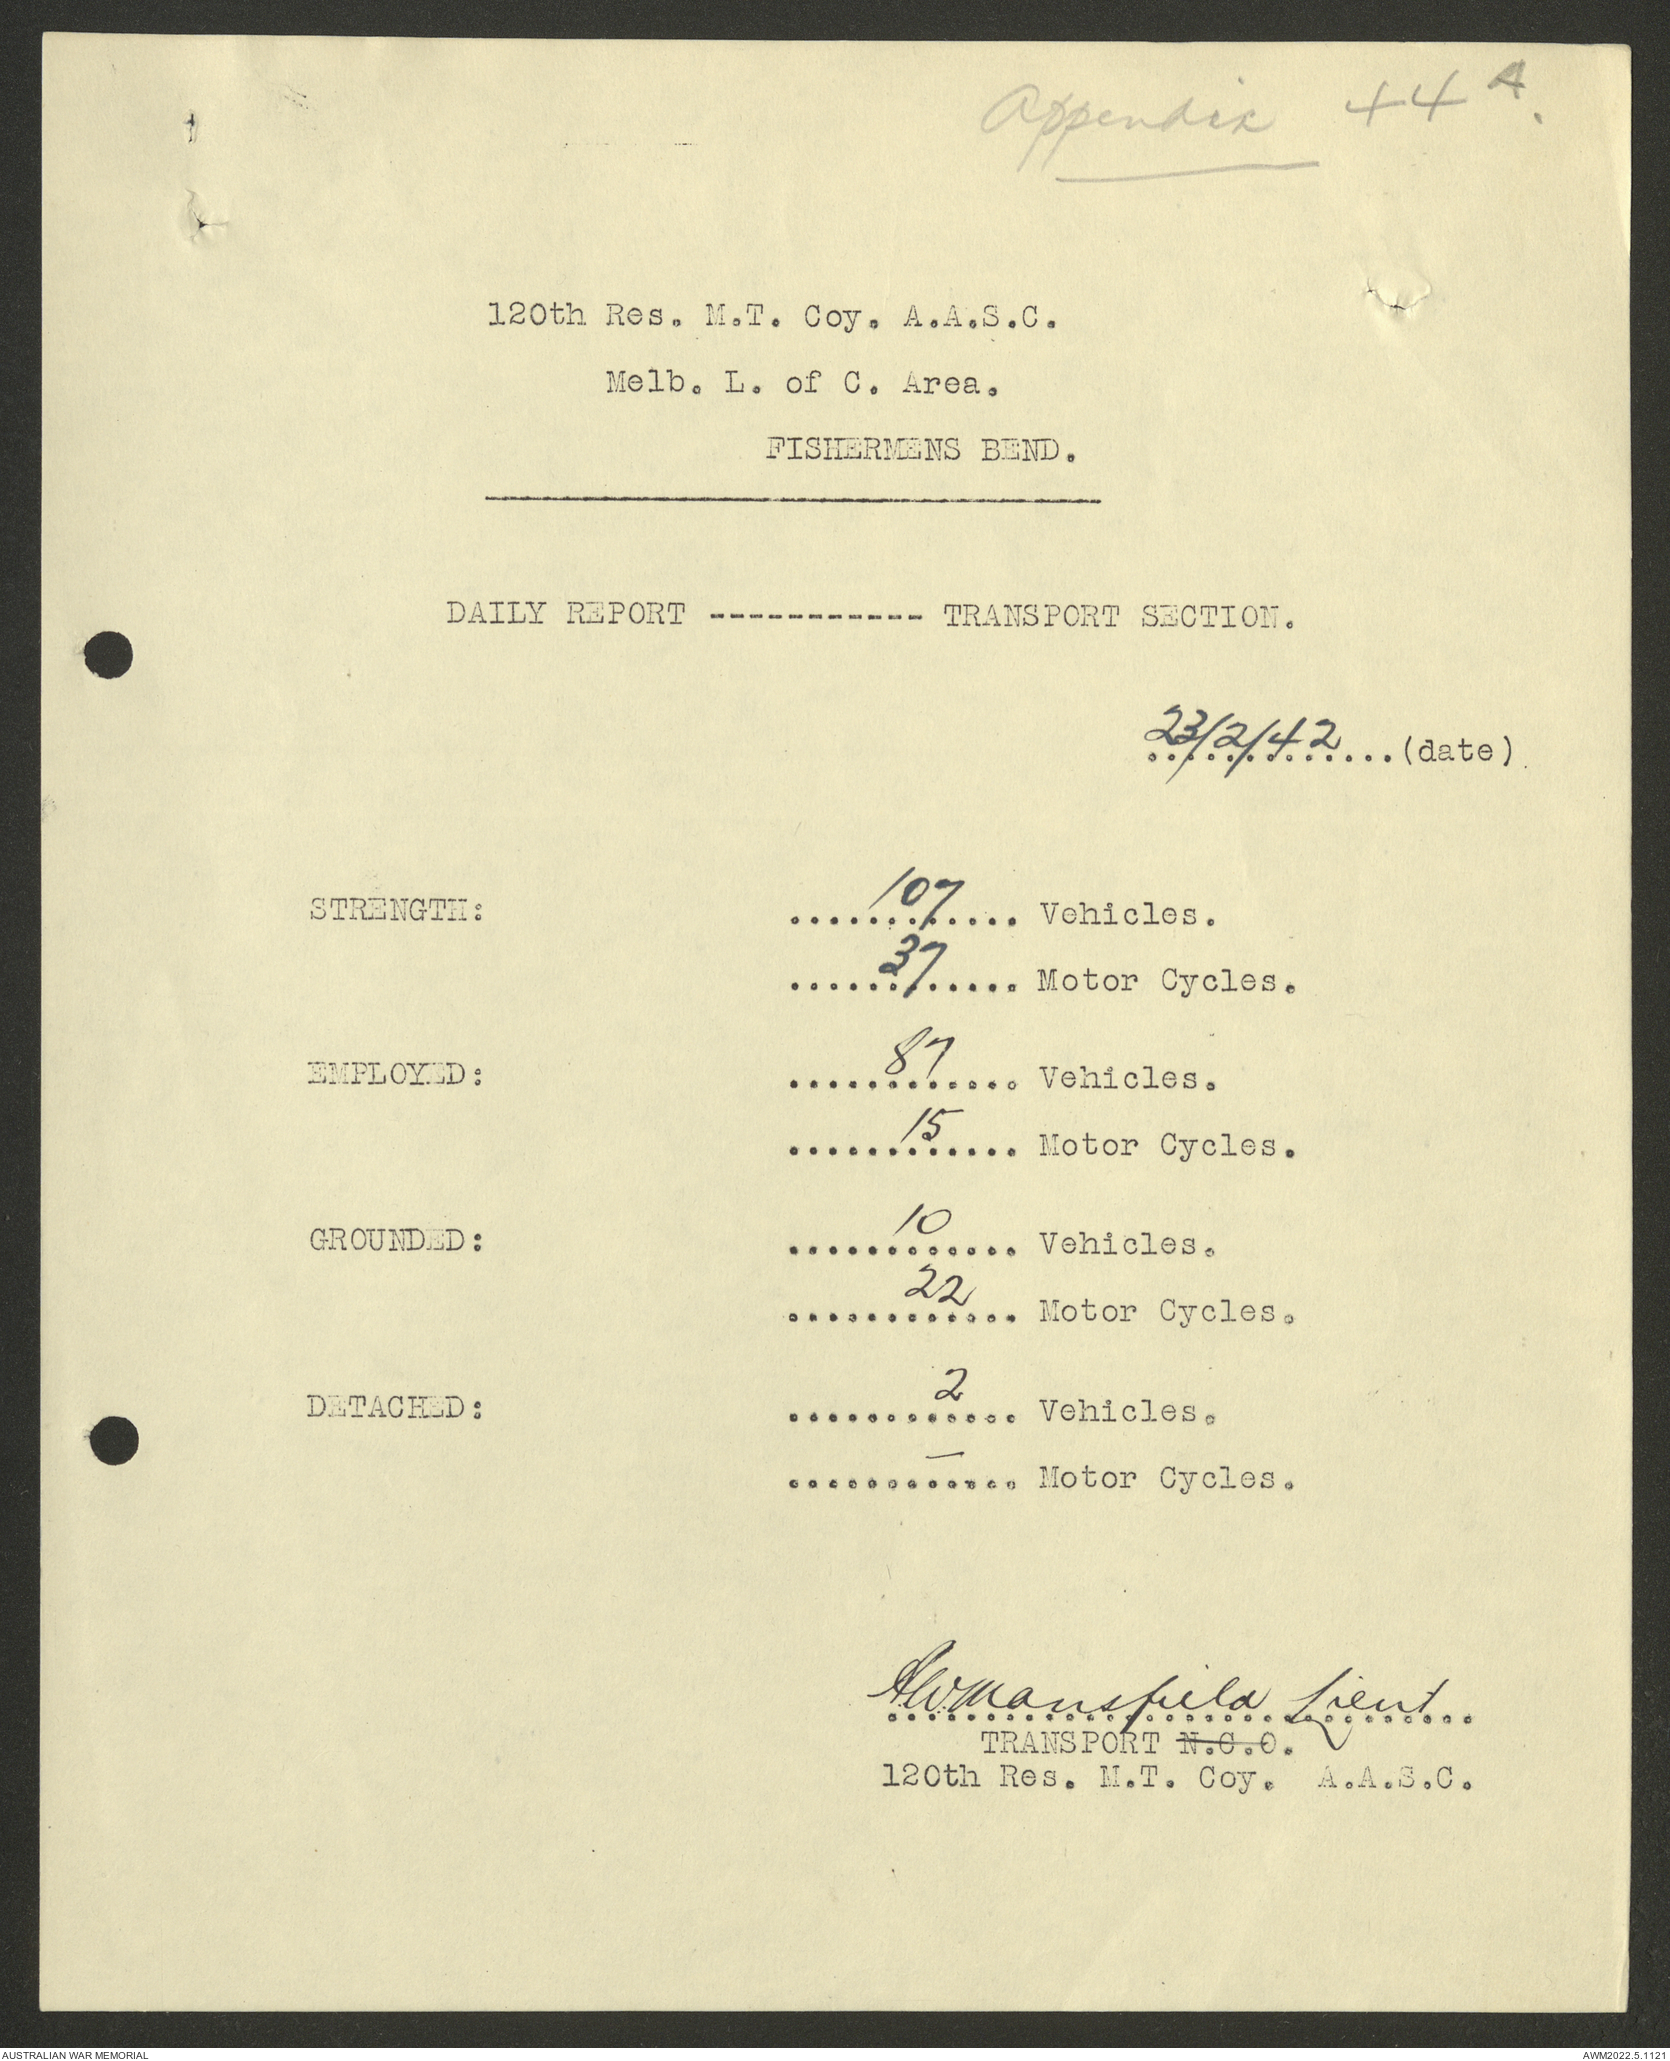 Appendix 44A.
120th Res. M.T. Coy. A.A.S.C.
Melb. L. of C. Area.
FISHERMENS BEND.
DAILY REPORT ----------- TRANSPORT SECTION.
23/2/42.............(date)
STRENGTH: 107............ Vehicles.
37............ Motor Cycles.
EMPLOYED: 87............ Vehicles.
15............ Motor Cycles.
GROUNDED: 10............ Vehicles.
22............ Motor Cycles.
DETACHED: 2............ Vehicles.
–............ Motor Cycles.
A.W. Mansfield Lieut
TRANSPORT N.C.O.
120th Res. M.T. Coy. A.A.S.C.
AUSTRALIAN WAR MEMORIAL
AWM2022.5.1121